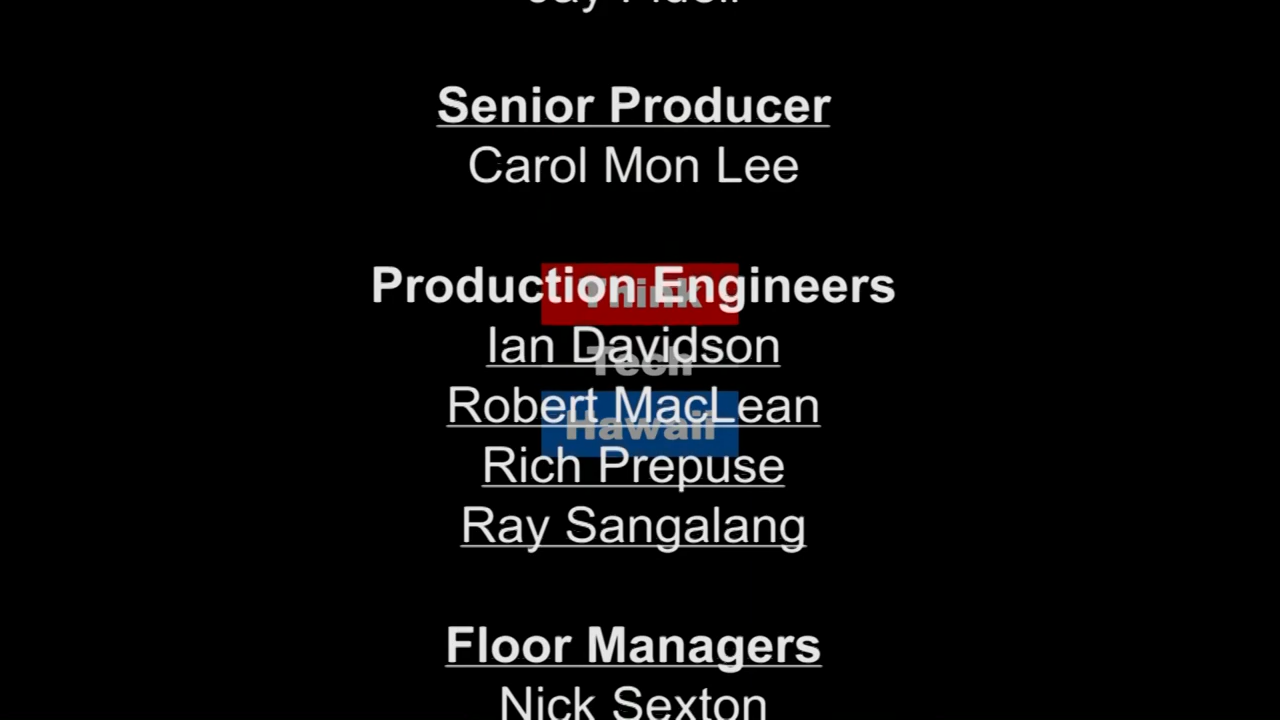 Senior Producer
Carol Mon Lee
Production Engineers
Think
Ian Davidson
Tech
Robert MacLean
Hawaii
Rich Prepuse
Ray Sangalang
Floor Managers
Nick Sexton